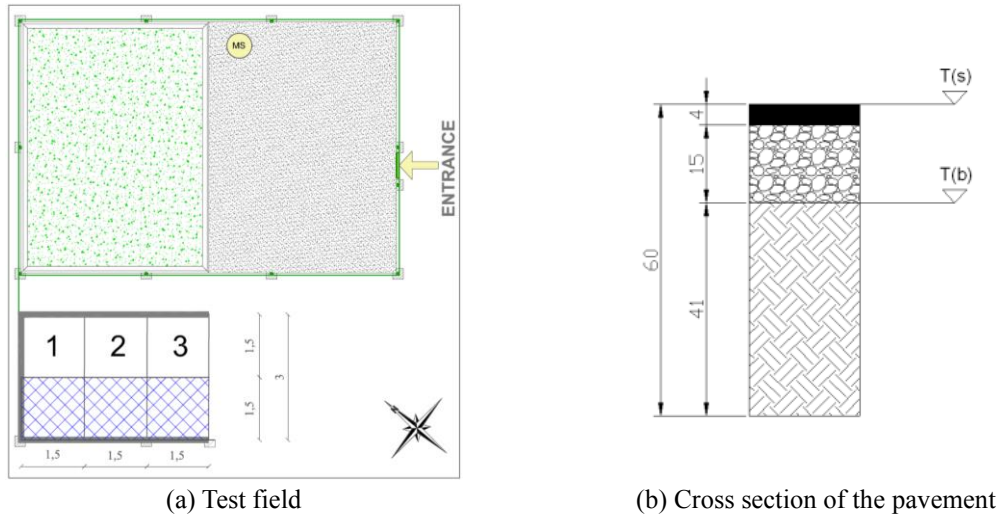 MS
ENTRANCE
1
2
3
1,5
1,5
3
1,5
1,5
1,5
N
(a) Test field
T(s)
4
15
T(b)
60
41
(b) Cross section of the pavement